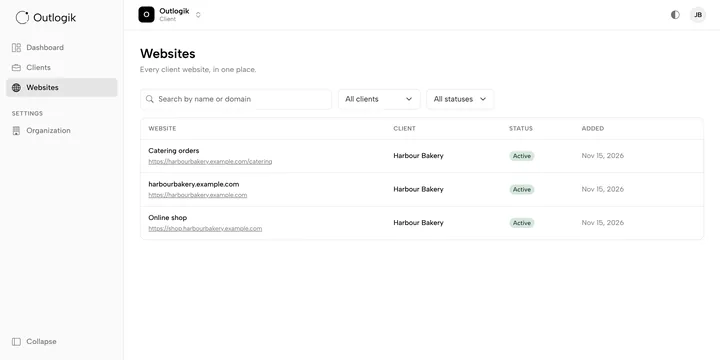 Outlogik
Dashboard
Clients
Websites
SETTINGS
Organization
Collapse
O
Outlogik
Client
JB
Websites
Every client website, in one place.
Search by name or domain
All clients
All statuses
WEBSITE CLIENT STATUS ADDED
Catering orders
https://harbourbakery.example.com/catering
Harbour Bakery Active Nov 15, 2026
harbourbakery.example.com
https://harbourbakery.example.com
Harbour Bakery Active Nov 15, 2026
Online shop
https://shop.harbourbakery.example.com
Harbour Bakery Active Nov 15, 2026